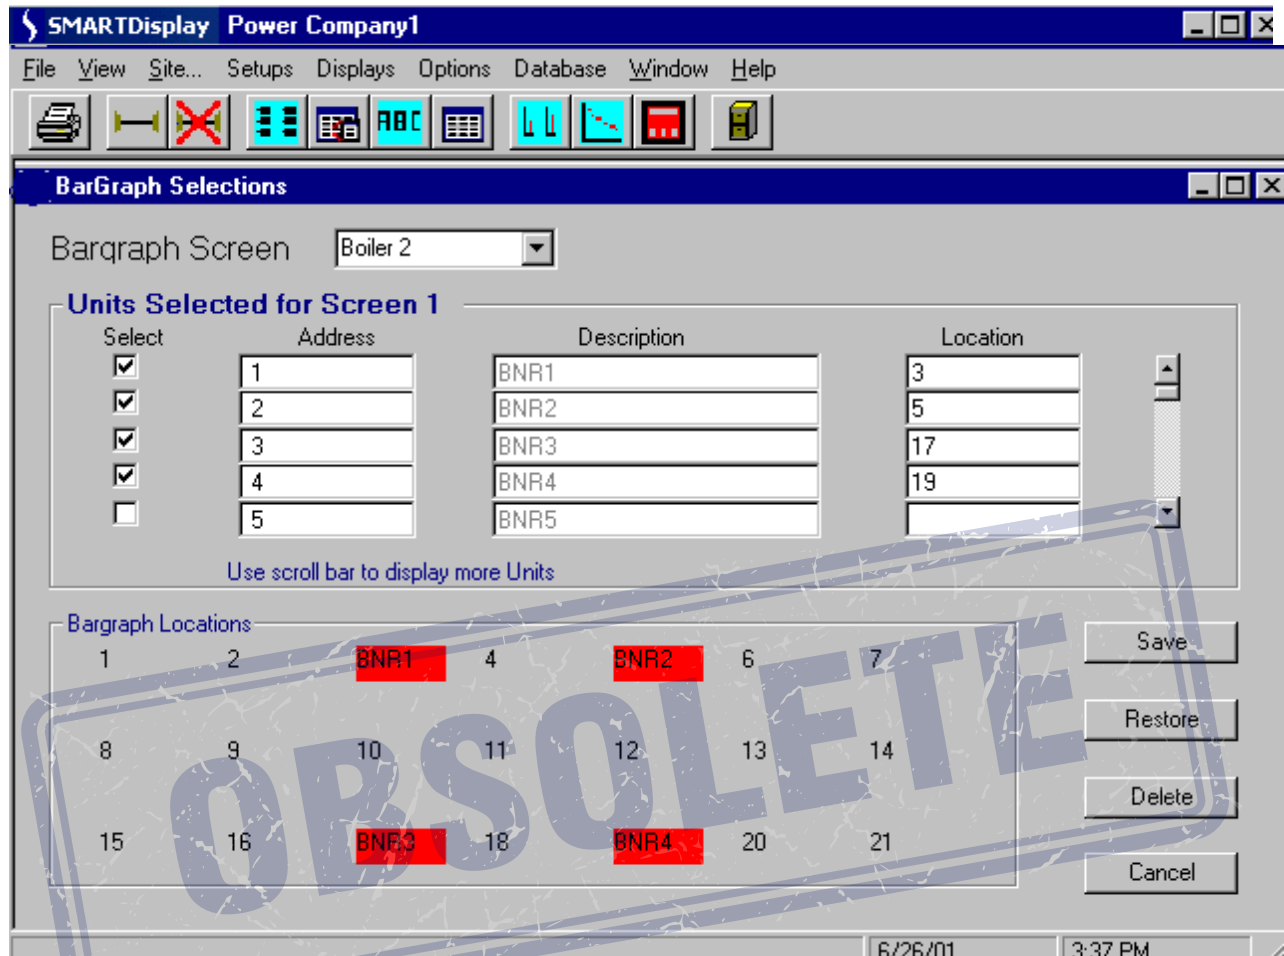 SMARTDisplay Power Company1
File View Site... Setups Displays Options Database Window Help
ABC
BarGraph Selections
Bargraph Screen Boiler 2
Units Selected for Screen 1
Select Address Description Location
1 BNR1 3
2 BNR2 5
3 BNR3 17
4 BNR4 19
5 BNR5
Use scroll bar to display more Units
Bargraph Locations
1 2 BNR1 4 BNR2 6 7
8 9 10 11 12 13 14
15 16 BNR3 18 BNR4 20 21
Save
Restore
Delete
Cancel
OBSOLETE
6/26/01 3:37 PM